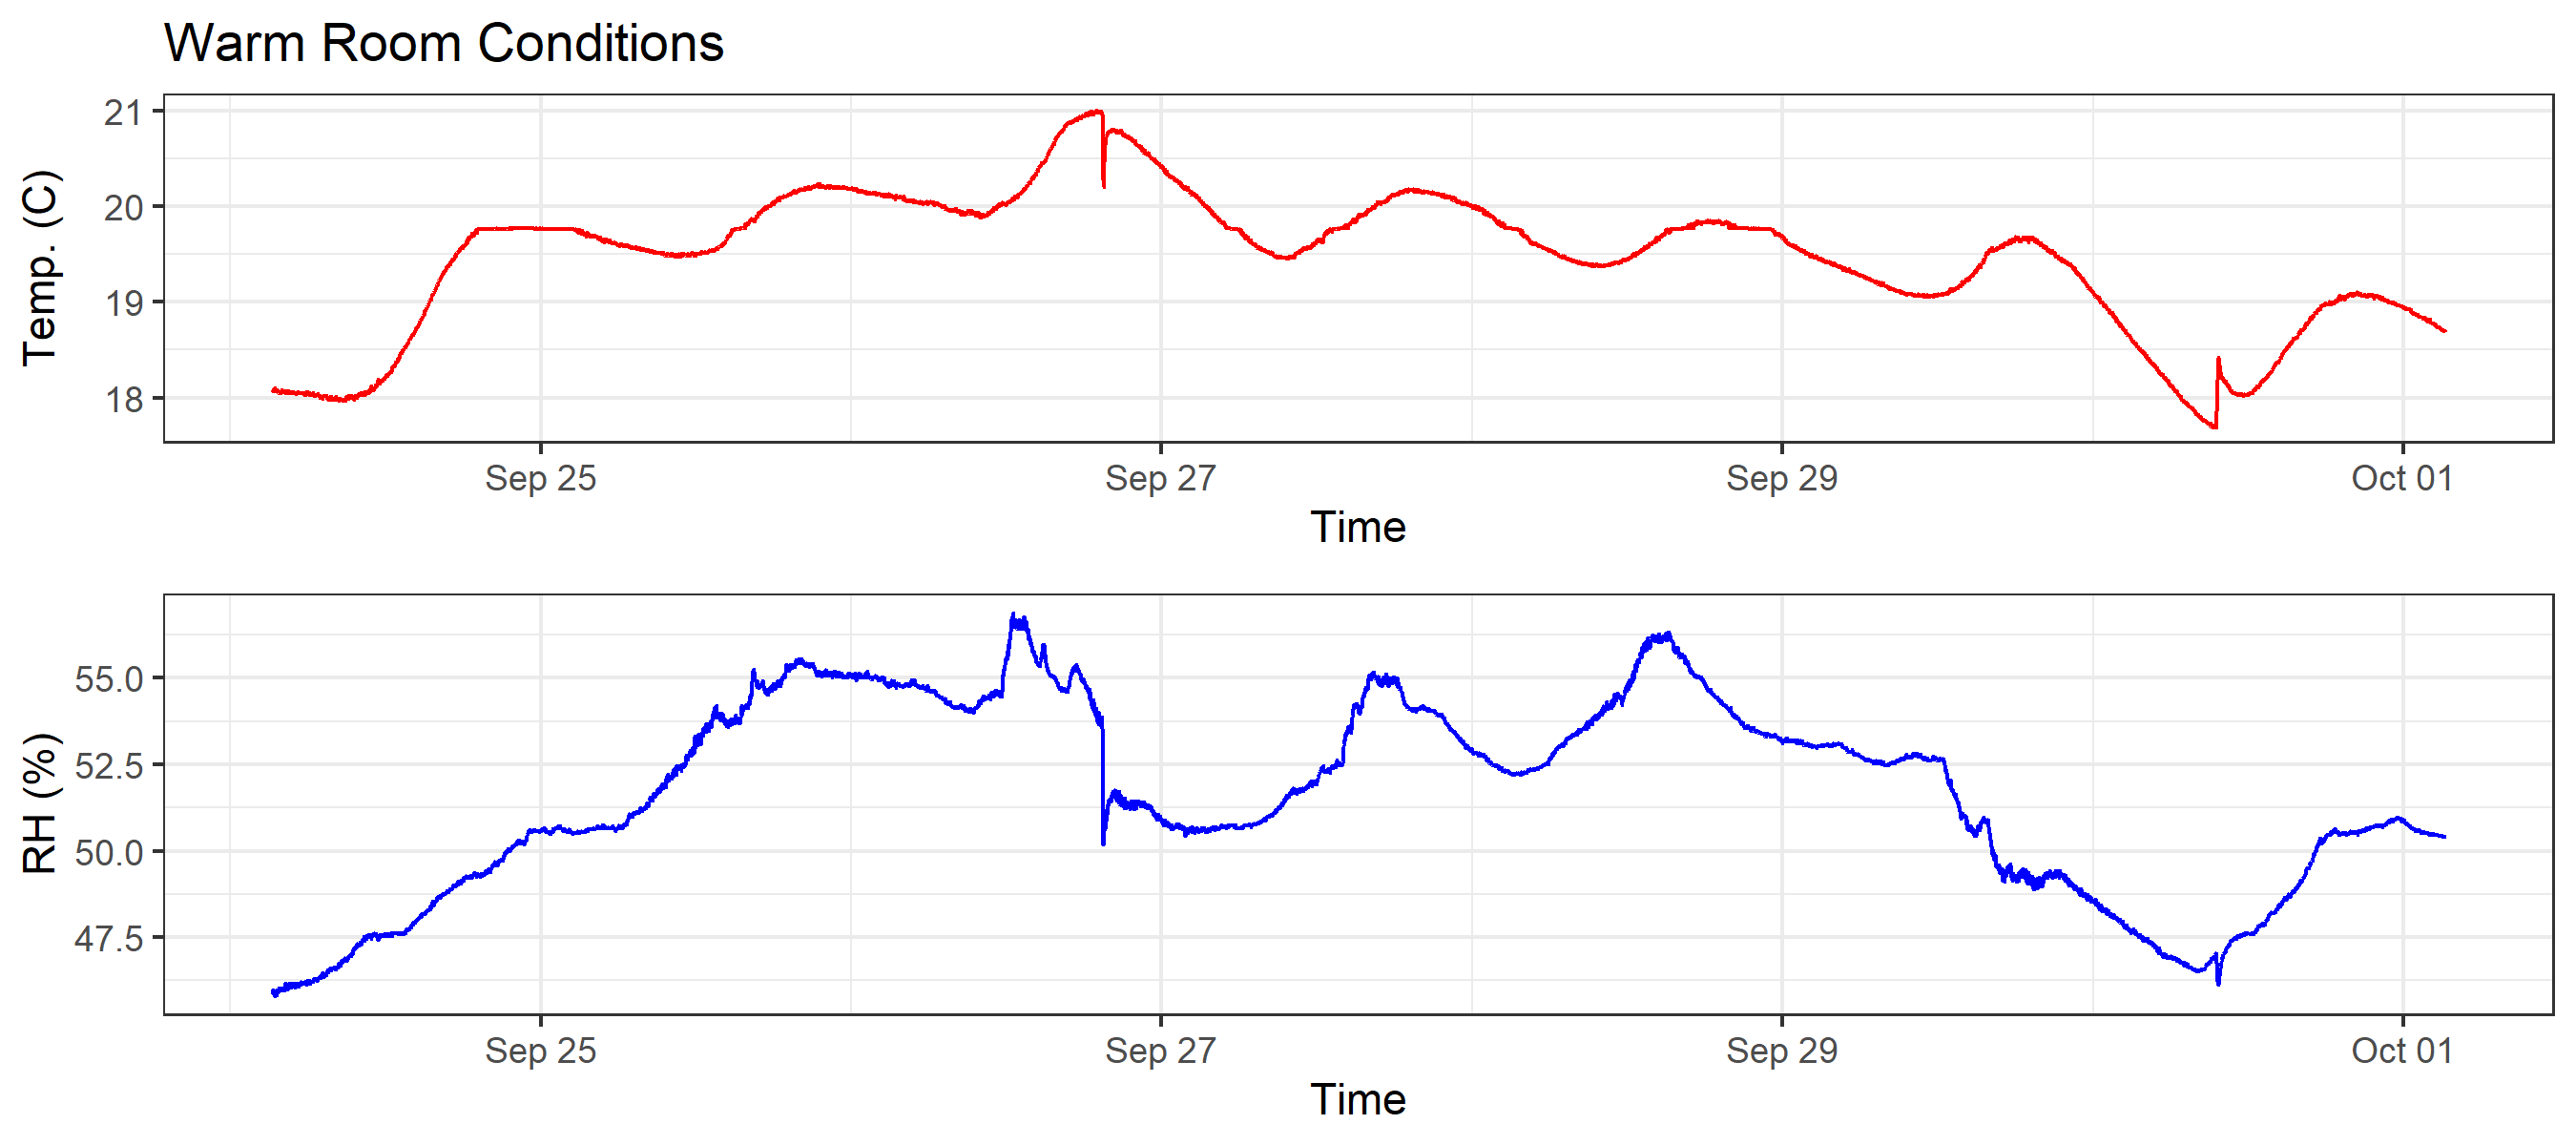 Warm Room Conditions
21
20
19
18
Temp. (C)
Sep 25 Sep 27 Sep 29 Oct 01
Time
55.0
52.5
50.0
47.5
RH (%)
Sep 25 Sep 27 Sep 29 Oct 01
Time